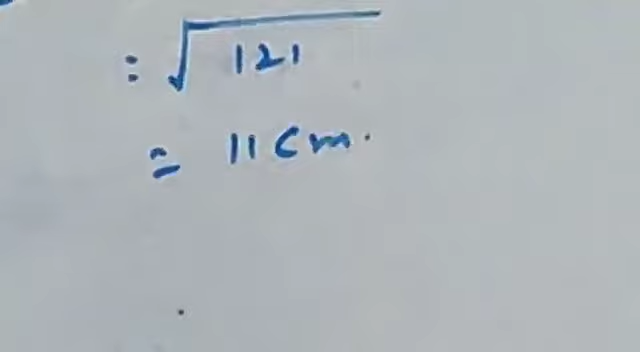 : √121
= 11 cm.